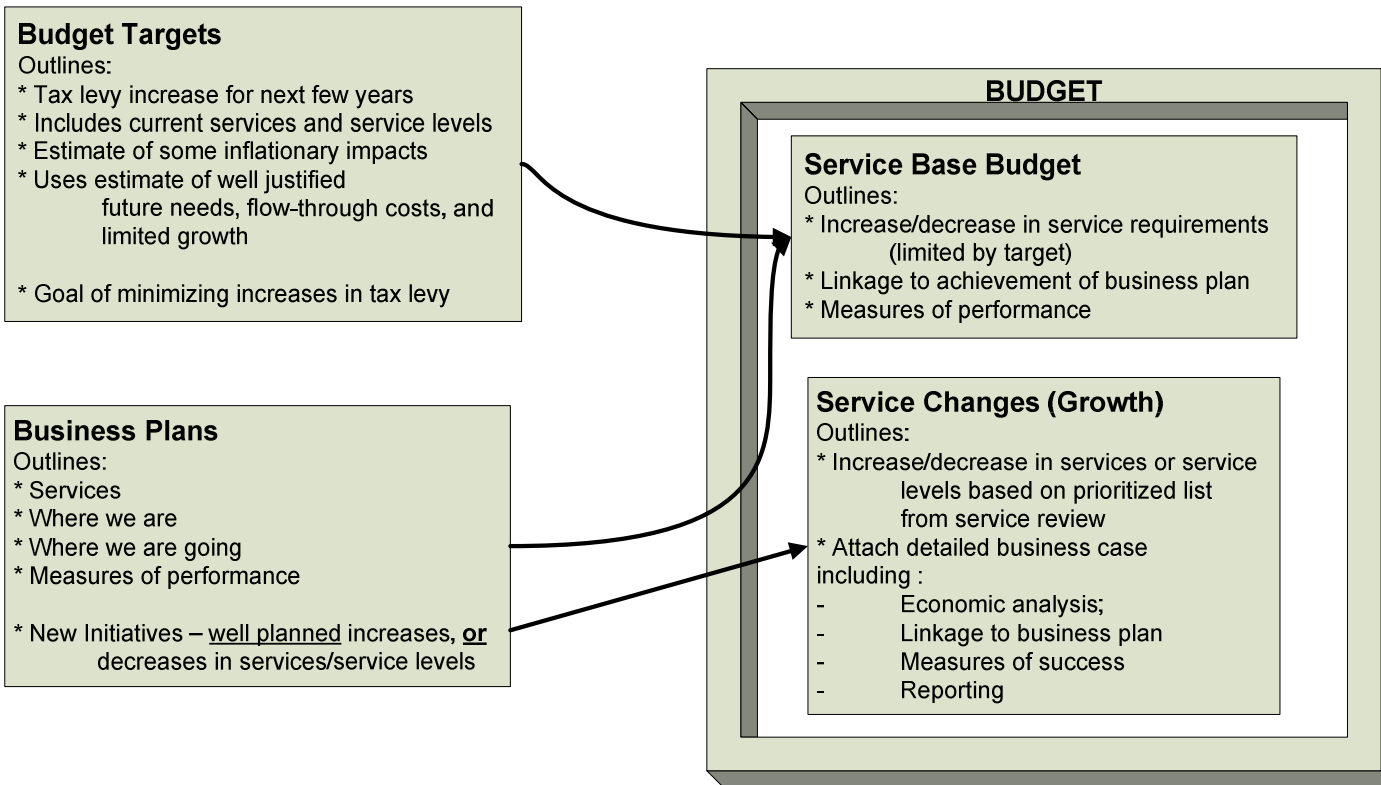 Budget Targets
Outlines:
* Tax levy increase for next few years
* Includes current services and service levels
* Estimate of some inflationary impacts
* Uses estimate of well justified
future needs, flow-through costs, and
limited growth
* Goal of minimizing increases in tax levy
Business Plans
Outlines:
* Services
* Where we are
* Where we are going
* Measures of performance
* New Initiatives – well planned increases, or
decreases in services/service levels
BUDGET
Service Base Budget
Outlines:
* Increase/decrease in service requirements
(limited by target)
* Linkage to achievement of business plan
* Measures of performance
Service Changes (Growth)
Outlines:
* Increase/decrease in services or service
levels based on prioritized list
from service review
* Attach detailed business case
including :
- Economic analysis;
- Linkage to business plan
- Measures of success
- Reporting